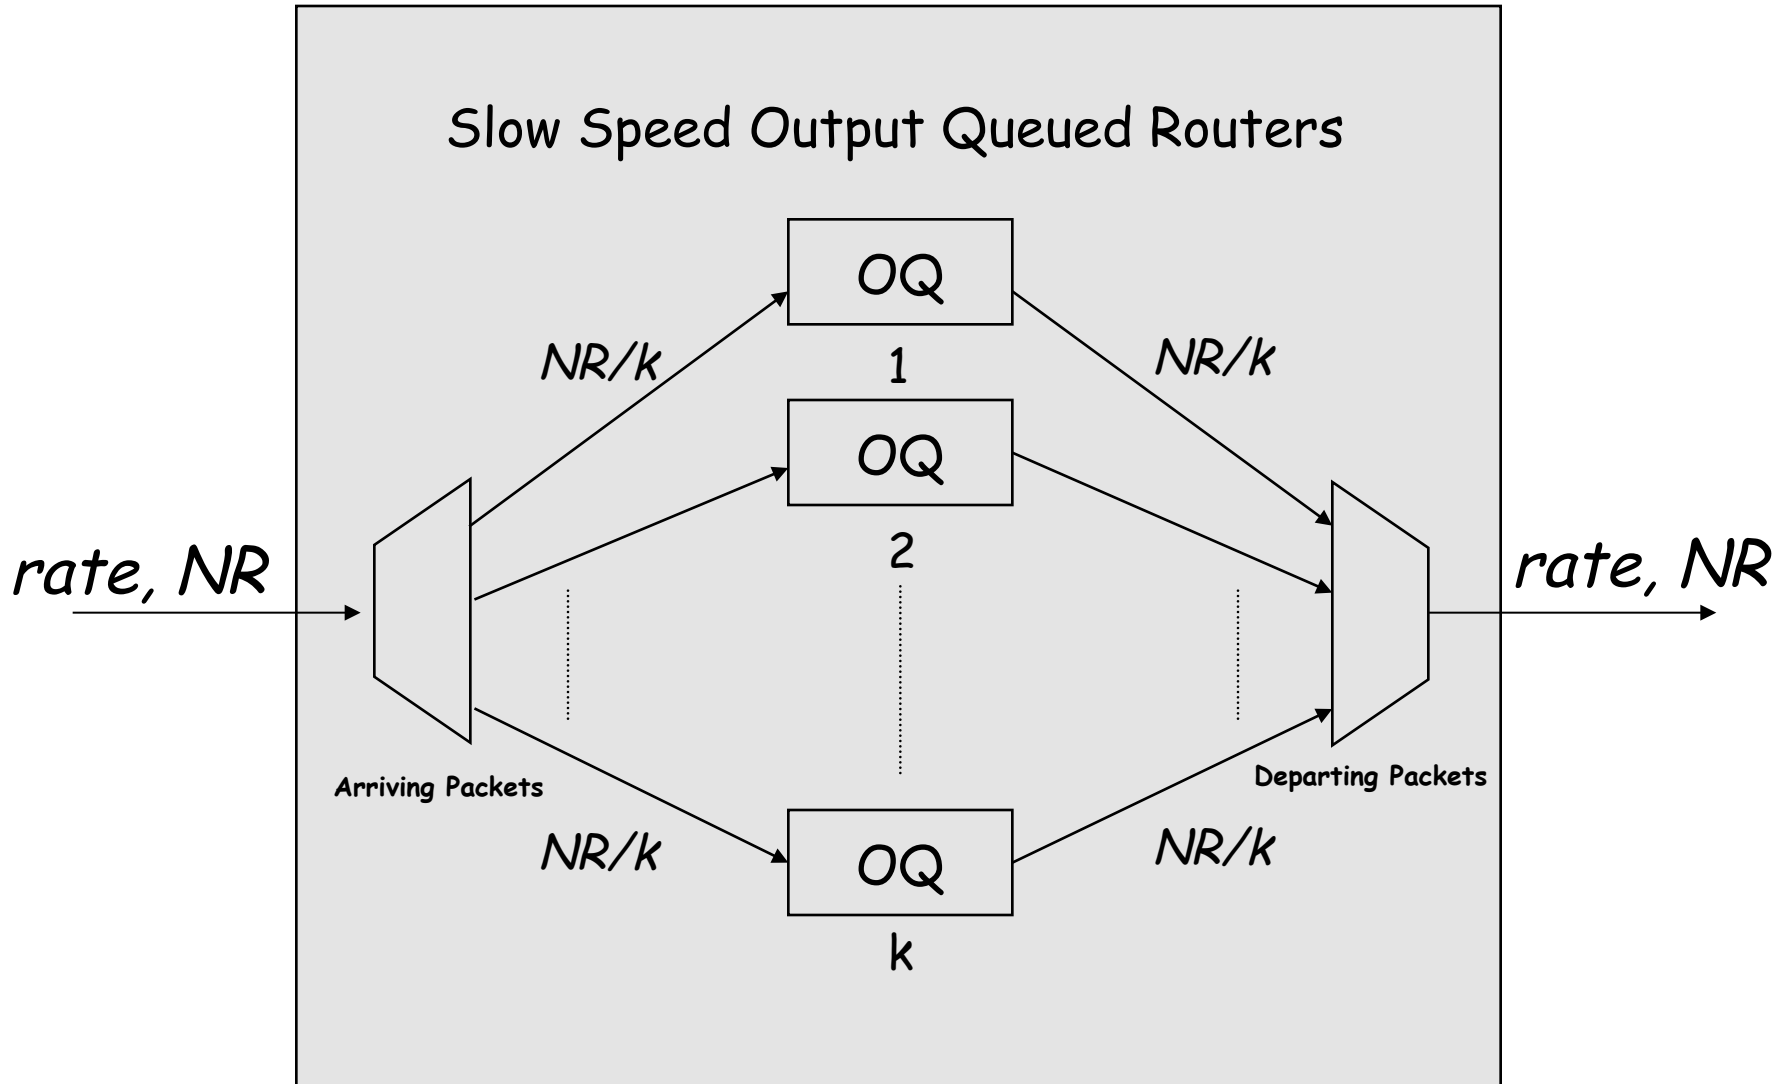 Slow Speed Output Queued Routers
OQ
NR/k
1
NR/k
OQ
2
rate, NR
rate, NR
Arriving Packets
Departing Packets
NR/k
OQ
NR/k
k